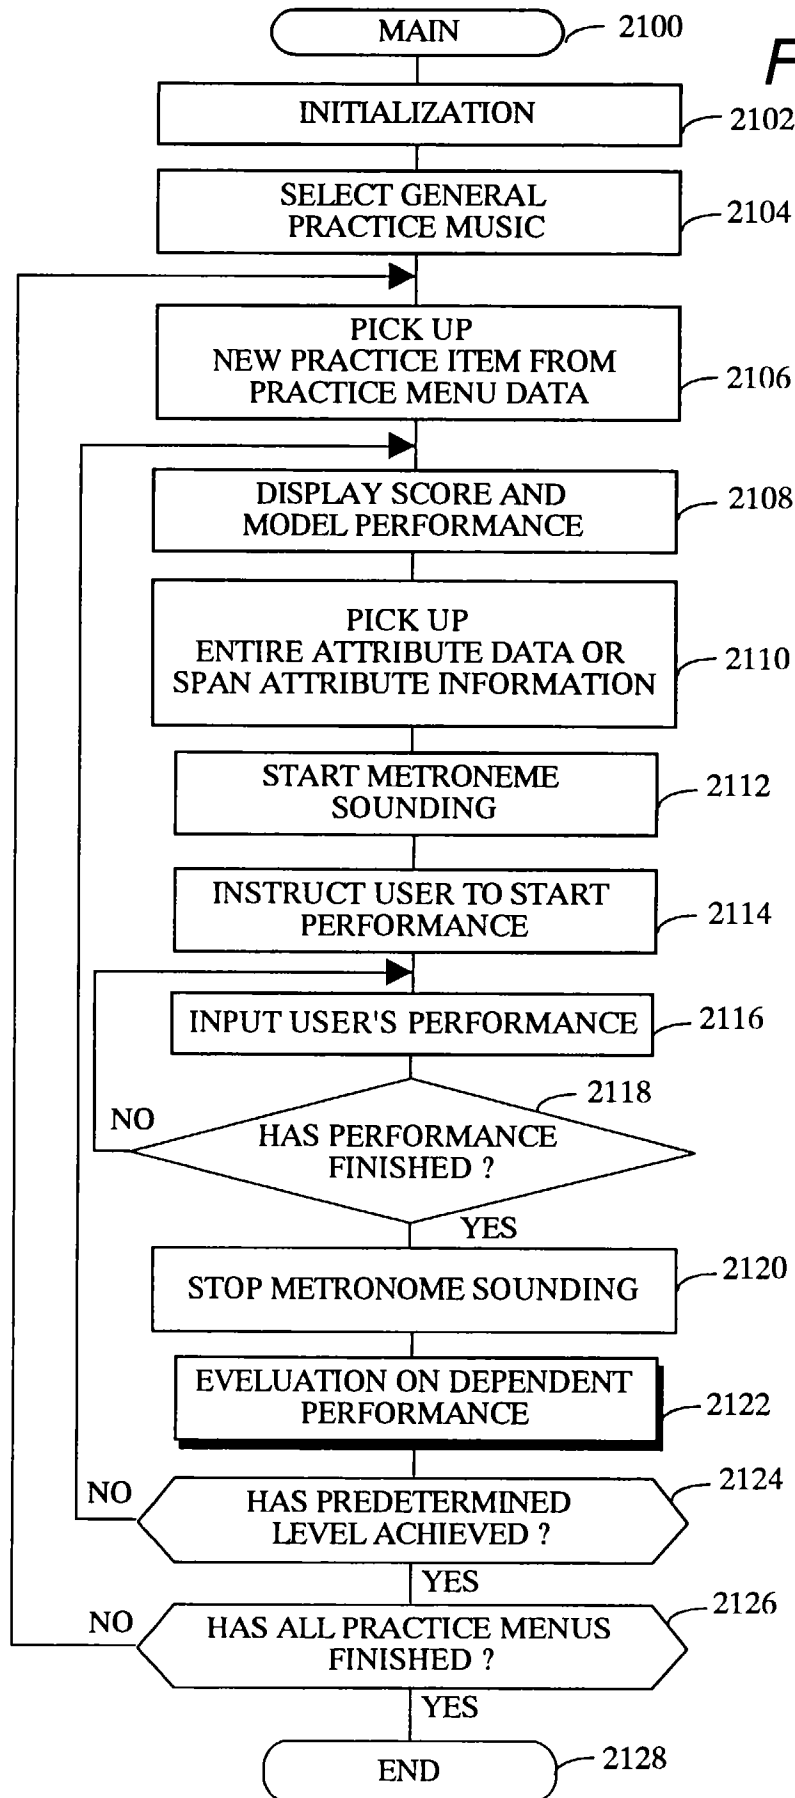 MAIN
2100
F
INITIALIZATION
2102
SELECT GENERAL
PRACTICE MUSIC
2104
PICK UP
NEW PRACTICE ITEM FROM
PRACTICE MENU DATA
2106
DISPLAY SCORE AND
MODEL PERFORMANCE
2108
PICK UP
ENTIRE ATTRIBUTE DATA OR
SPAN ATTRIBUTE INFORMATION
2110
START METRONEME
SOUNDING
2112
INSTRUCT USER TO START
PERFORMANCE
2114
INPUT USER'S PERFORMANCE
2116
2118
NO
HAS PERFORMANCE
FINISHED ?
YES
STOP METRONOME SOUNDING
2120
EVELUATION ON DEPENDENT
PERFORMANCE
2122
2124
NO
HAS PREDETERMINED
LEVEL ACHIEVED ?
YES
2126
NO
HAS ALL PRACTICE MENUS
FINISHED ?
YES
END
2128